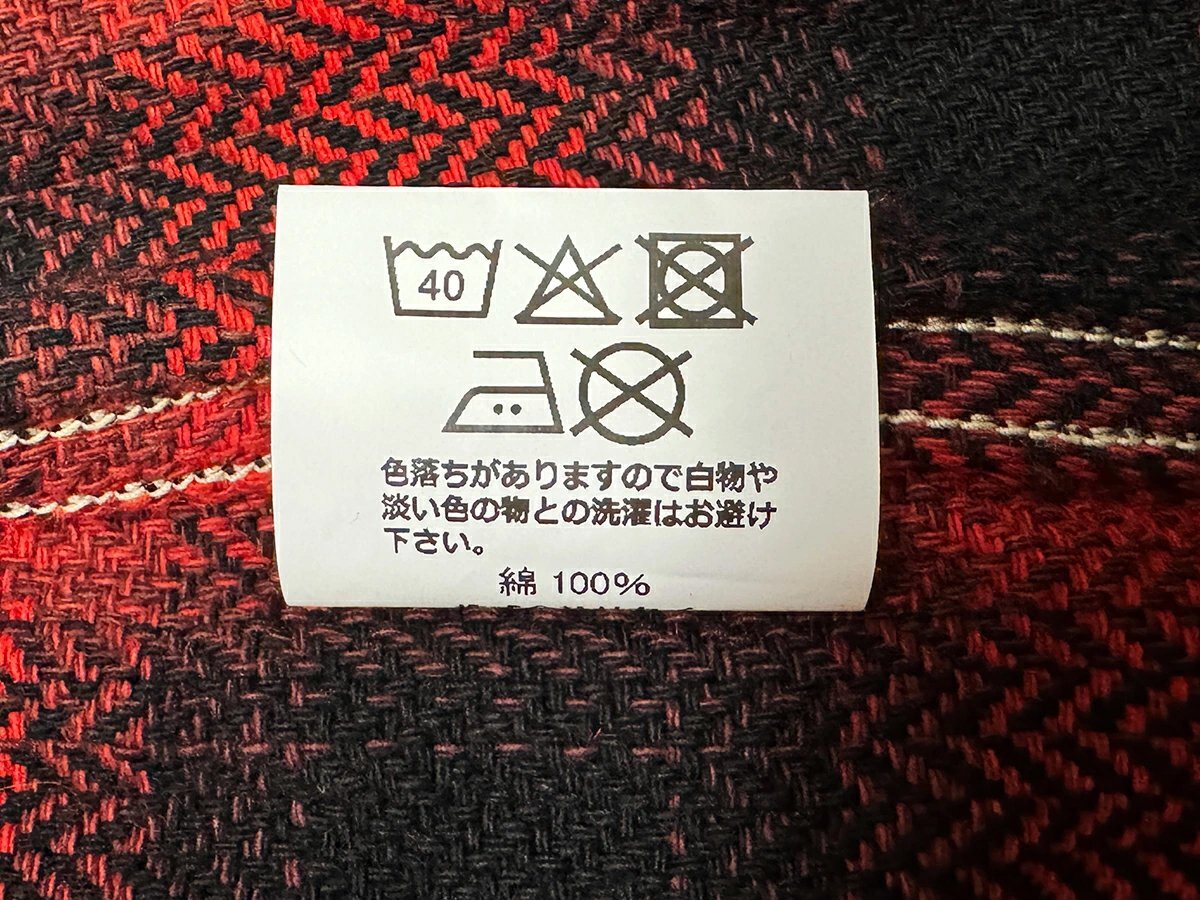 40
色落ちがありますので白物や
淡い色の物との洗濯はお避け
下さい。
綿 100%